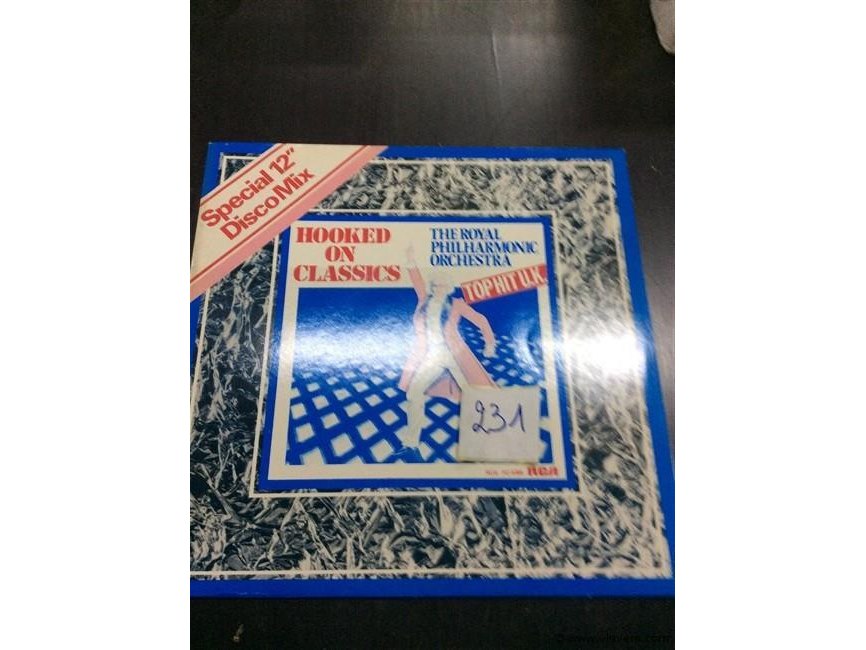 Special 12"
Disco Mix
HOOKED
ON
CLASSICS
THE ROYAL
PHILHARMONIC
ORCHESTRA
TOP HIT U.K.
231
RCA